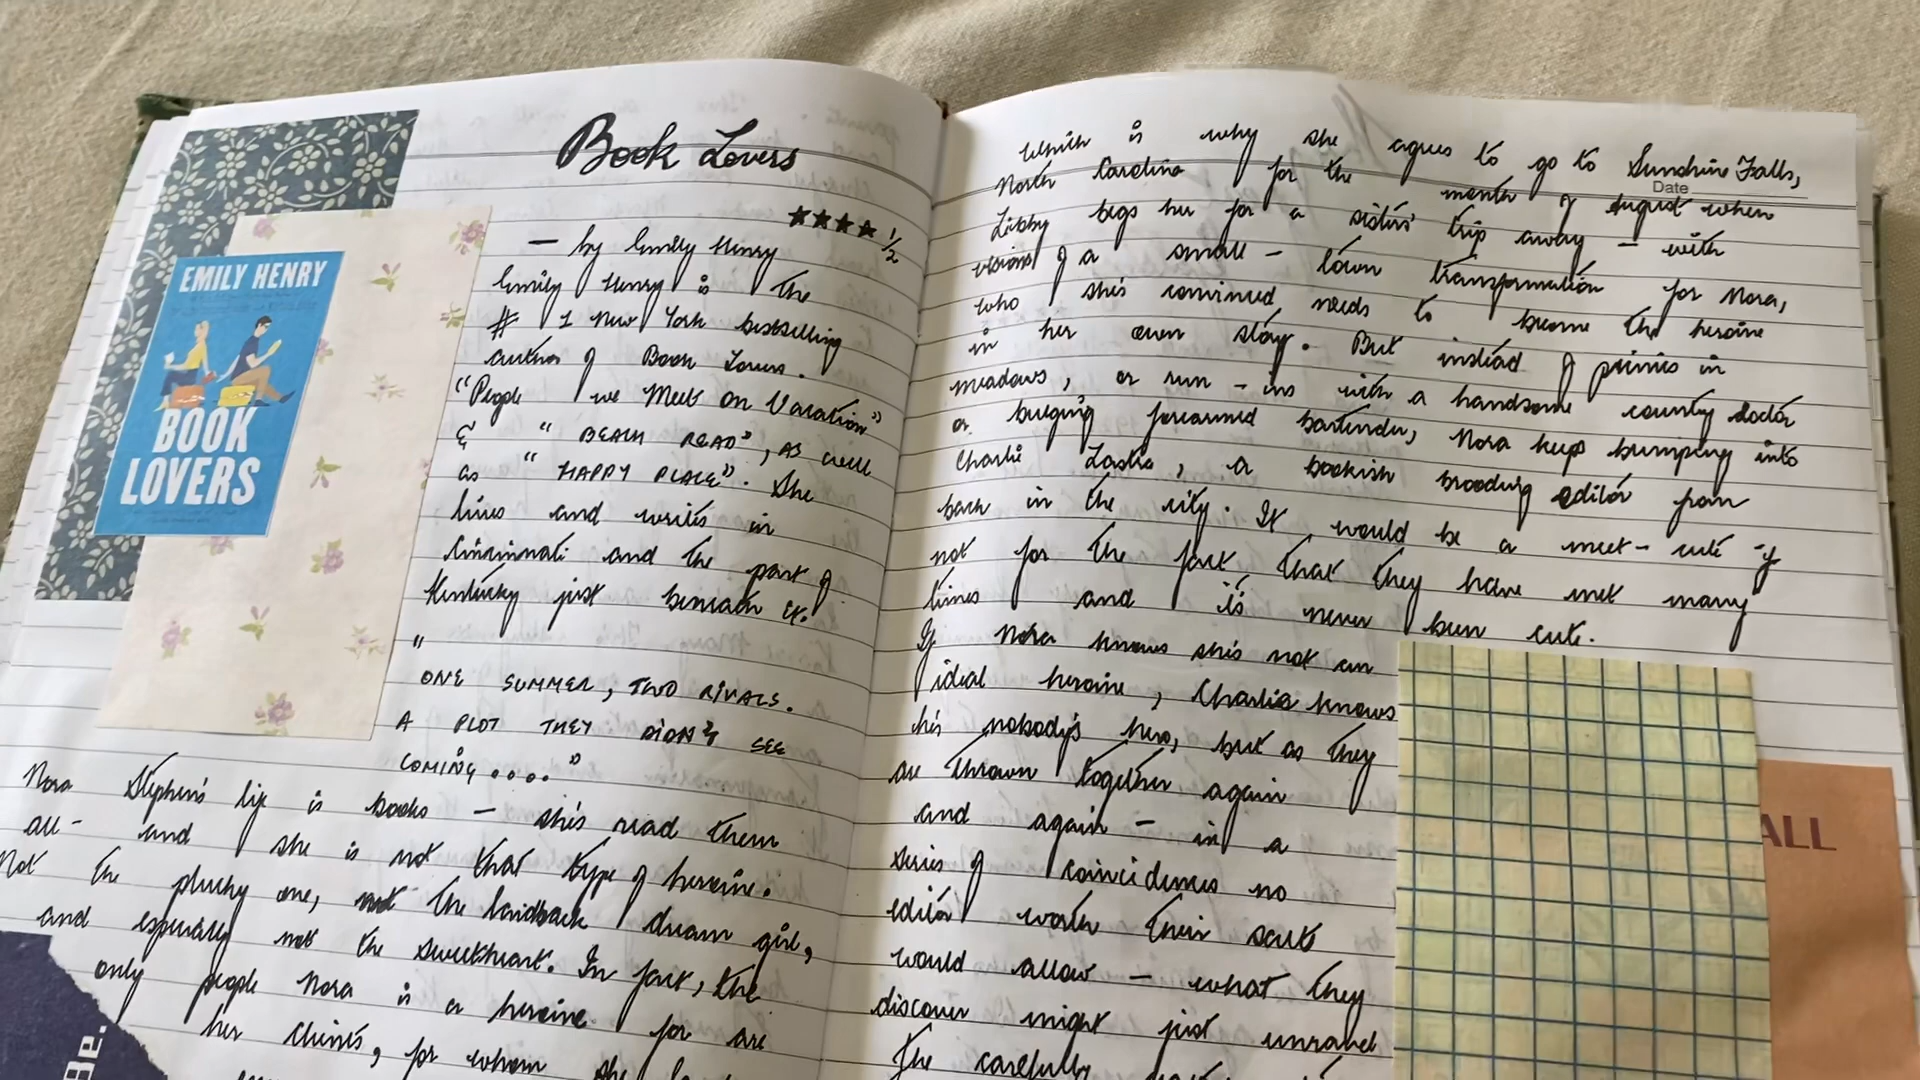 Book Lovers
★★★★ 1/2
EMILY HENRY
BOOK
LOVERS
— by Emily Henry
Emily Henry is the
# 1 New York bestselling
author of Book Lovers.
"People we Meet On Vacation"
& "BEACH READ", AS well
as "HAPPY PLACE". She
lives and writes in
Cincinnati and the part of
Kentucky just beneath it.
"
ONE SUMMER, TWO RIVALS.
A PLOT THEY DIDN'T SEE
COMING...."
Nora Stephen's life is books — she's read them
all- and she is not that type of heroine.
Not the plucky one, not the laidback dream girl,
and especially not the sweetheart. In fact, the
only people Nora is a heroine for are
her clients, for whom she
Which is why she agrees to go to Sunshine Falls,
Date
North Carolina for the month of August when
Libby begs her for a sisters' trip away — with
visions of a small - town transformation for Nora,
who she's convinced needs to become the heroine
in her own story. But instead of picnics in
meadows, or run - ins with a handsome country doctor
or bulging forearmed bartender, Nora keeps bumping into
Charlie Lastra, a bookish brooding editor from
back in the city. It would be a meet-cute if
not for the fact that they have met many
times and it's never been cute.
If Nora knows she's not an
ideal heroine, Charlie knows
he's nobody's hero, but as they
are thrown together again
and again — in a
series of coincidences no
editor worth their salt
would allow — what they
discover might just unravel
the carefully
ALL
ge.